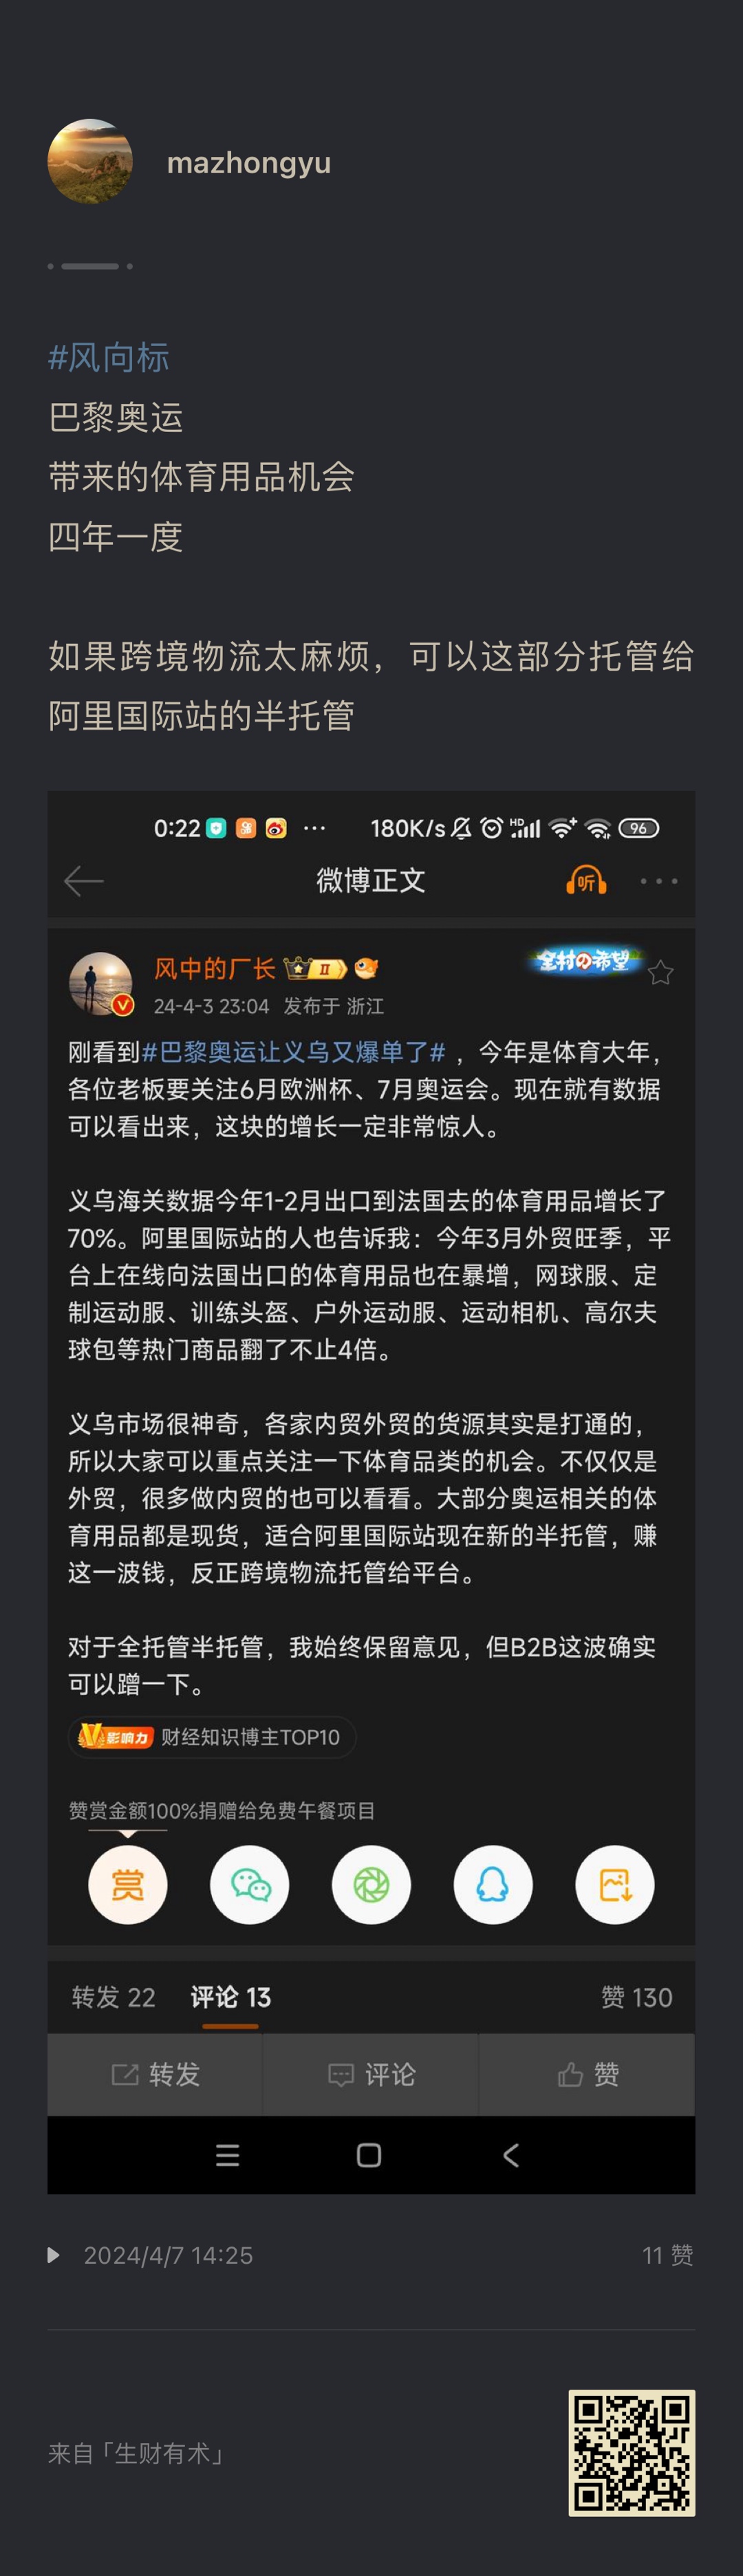 mazhongyu
#风向标
巴黎奥运
带来的体育用品机会
四年一度
如果跨境物流太麻烦，可以这部分托管给
阿里国际站的半托管
0:22 ··· 180K/s HD 96
微博正文
听
风中的厂长 II
全村の希望
24-4-3 23:04 发布于 浙江
刚看到#巴黎奥运让义乌又爆单了# ，今年是体育大年，
各位老板要关注6月欧洲杯、7月奥运会。现在就有数据
可以看出来，这块的增长一定非常惊人。
义乌海关数据今年1-2月出口到法国去的体育用品增长了
70%。阿里国际站的人也告诉我：今年3月外贸旺季，平
台上在线向法国出口的体育用品也在暴增，网球服、定
制运动服、训练头盔、户外运动服、运动相机、高尔夫
球包等热门商品翻了不止4倍。
义乌市场很神奇，各家内贸外贸的货源其实是打通的，
所以大家可以重点关注一下体育品类的机会。不仅仅是
外贸，很多做内贸的也可以看看。大部分奥运相关的体
育用品都是现货，适合阿里国际站现在新的半托管，赚
这一波钱，反正跨境物流托管给平台。
对于全托管半托管，我始终保留意见，但B2B这波确实
可以蹭一下。
V影响力 财经知识博主TOP10
赞赏金额100%捐赠给免费午餐项目
赏
转发 22 评论 13 赞 130
转发 评论 赞
2024/4/7 14:25 11 赞
来自「生财有术」